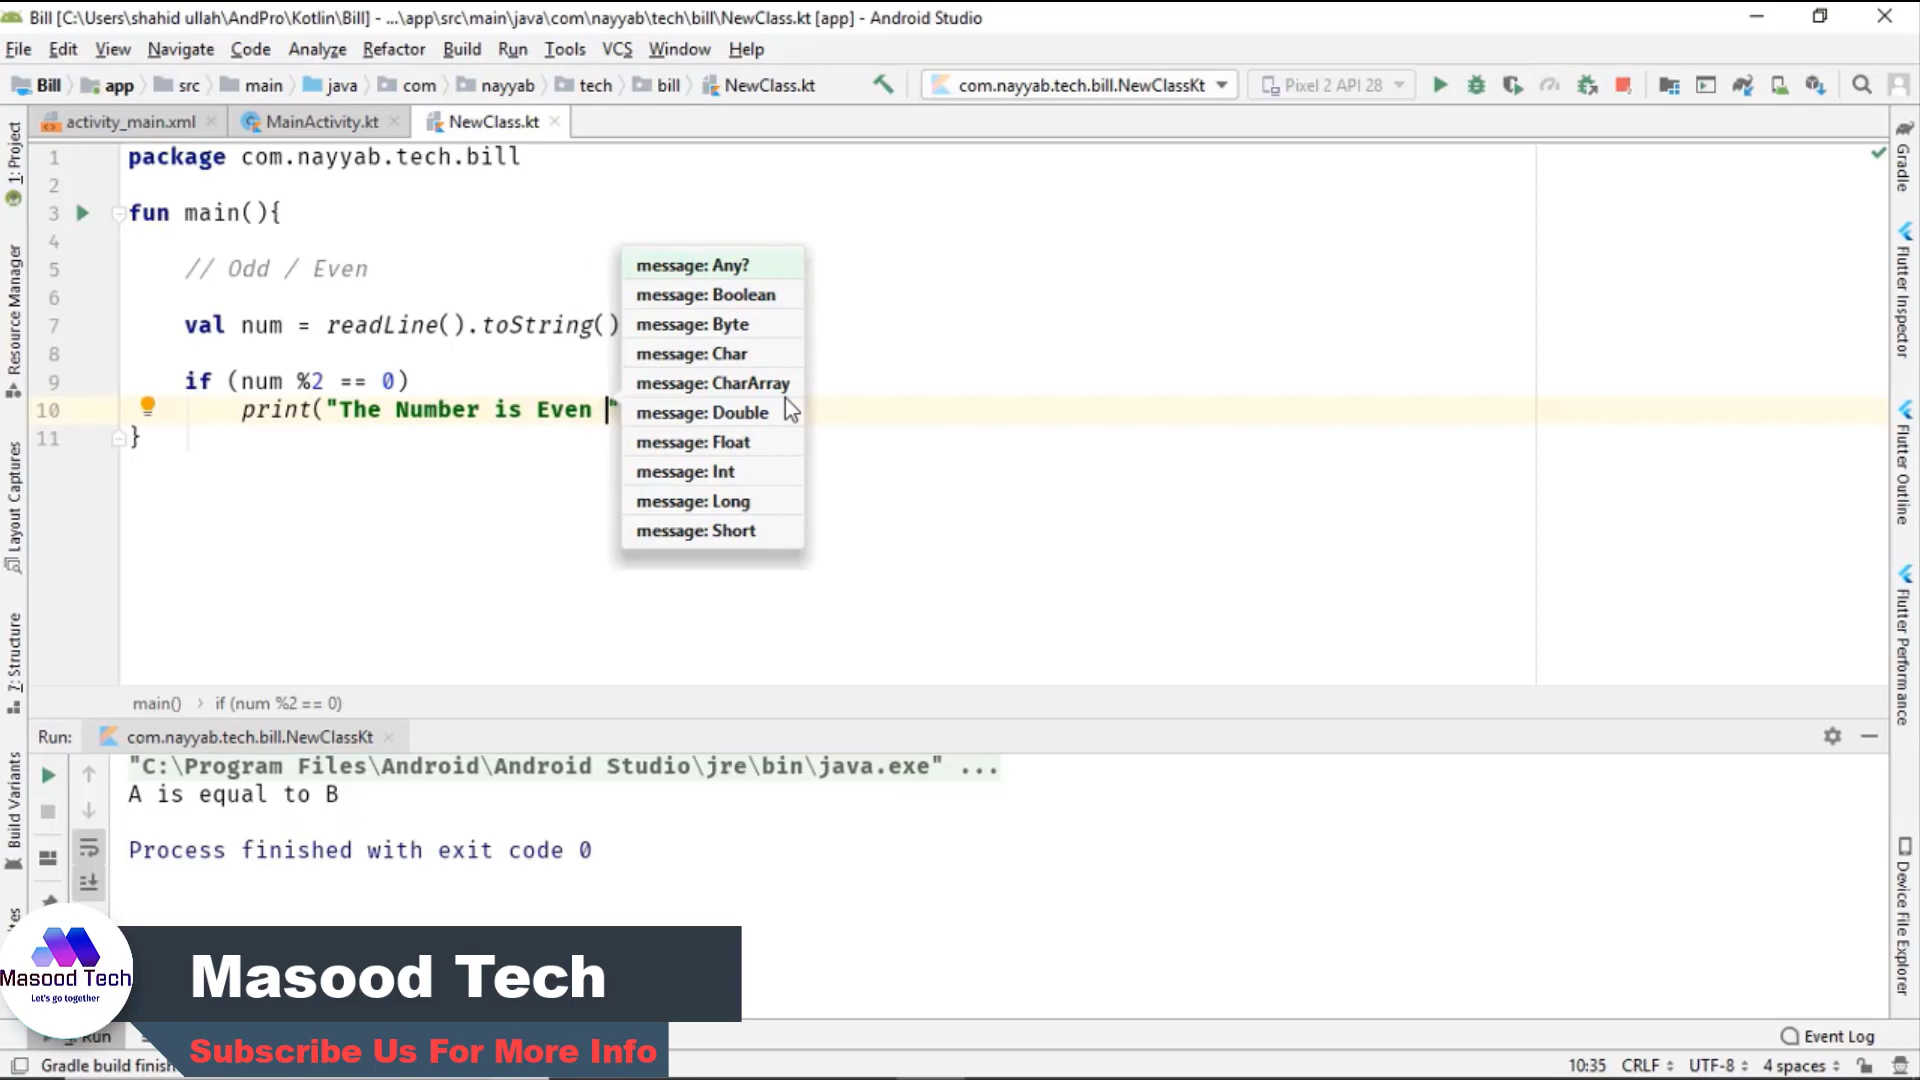 Bill [C:\Users\shahid ullah\AndPro\Kotlin\Bill] - ...\app\src\main\java\com\nayyab\tech\bill\NewClass.kt [app] - Android Studio
File Edit View Navigate Code Analyze Refactor Build Run Tools VCS Window Help
Bill app src main java com nayyab tech bill NewClass.kt com.nayyab.tech.bill.NewClassKt Pixel 2 API 28
activity_main.xml MainActivity.kt NewClass.kt
1 package com.nayyab.tech.bill
2
3 fun main(){
4
5 // Odd / Even
6
7 val num = readLine().toString()
8
9 if (num %2 == 0)
10 print("The Number is Even "
11 }
message: Any?
message: Boolean
message: Byte
message: Char
message: CharArray
message: Double
message: Float
message: Int
message: Long
message: Short
main() if (num %2 == 0)
Run: com.nayyab.tech.bill.NewClassKt
"C:\Program Files\Android\Android Studio\jre\bin\java.exe" ...
A is equal to B
Process finished with exit code 0
1: Project
Resource Manager
Layout Captures
7: Structure
Build Variants
Gradle
Flutter Inspector
Flutter Outline
Flutter Performance
Device File Explorer
Masood Tech
Let's go together
Masood Tech
Subscribe Us For More Info
Run
Event Log
Gradle build finish
10:35 CRLF UTF-8 4 spaces